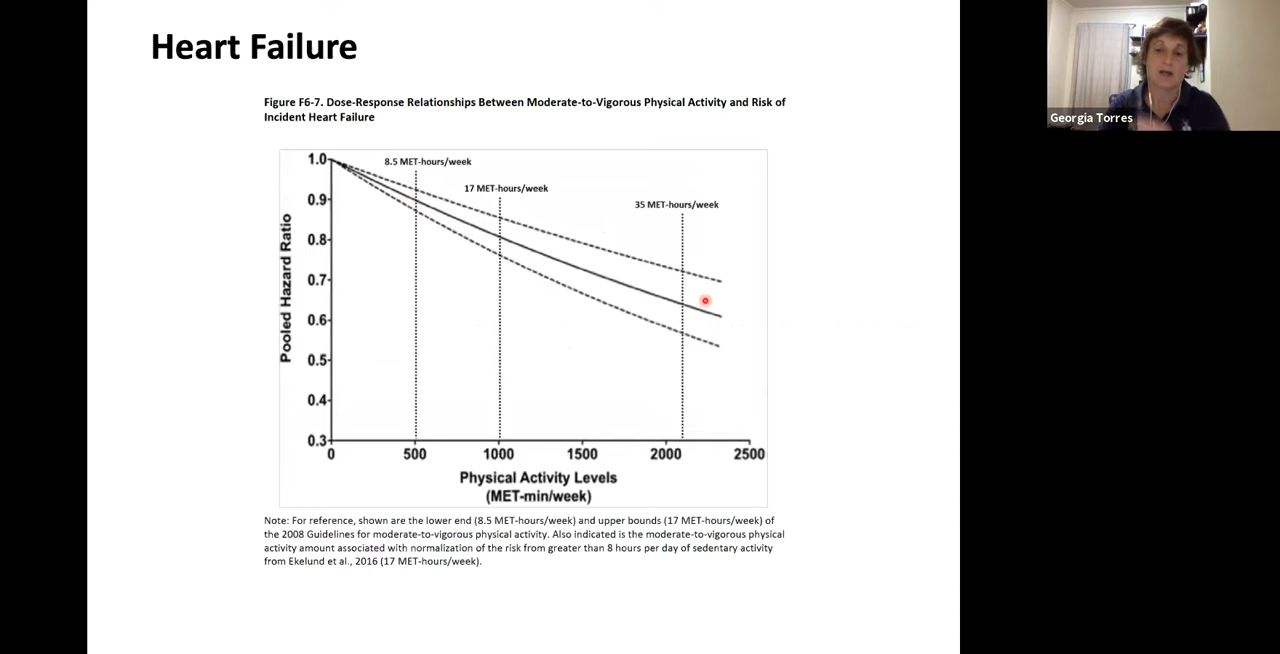 Heart Failure
Georgia Torres
Figure F6-7. Dose-Response Relationships Between Moderate-to-Vigorous Physical Activity and Risk of
Incident Heart Failure
8.5 MET-hours/week
17 MET-hours/week
35 MET-hours/week
Pooled Hazard Ratio
1.0
0.9
0.8
0.7
0.6
0.5
0.4
0.3
0 500 1000 1500 2000 2500
Physical Activity Levels
(MET-min/week)
Note: For reference, shown are the lower end (8.5 MET-hours/week) and upper bounds (17 MET-hours/week) of
the 2008 Guidelines for moderate-to-vigorous physical activity. Also indicated is the moderate-to-vigorous physical
activity amount associated with normalization of the risk from greater than 8 hours per day of sedentary activity
from Ekelund et al., 2016 (17 MET-hours/week).